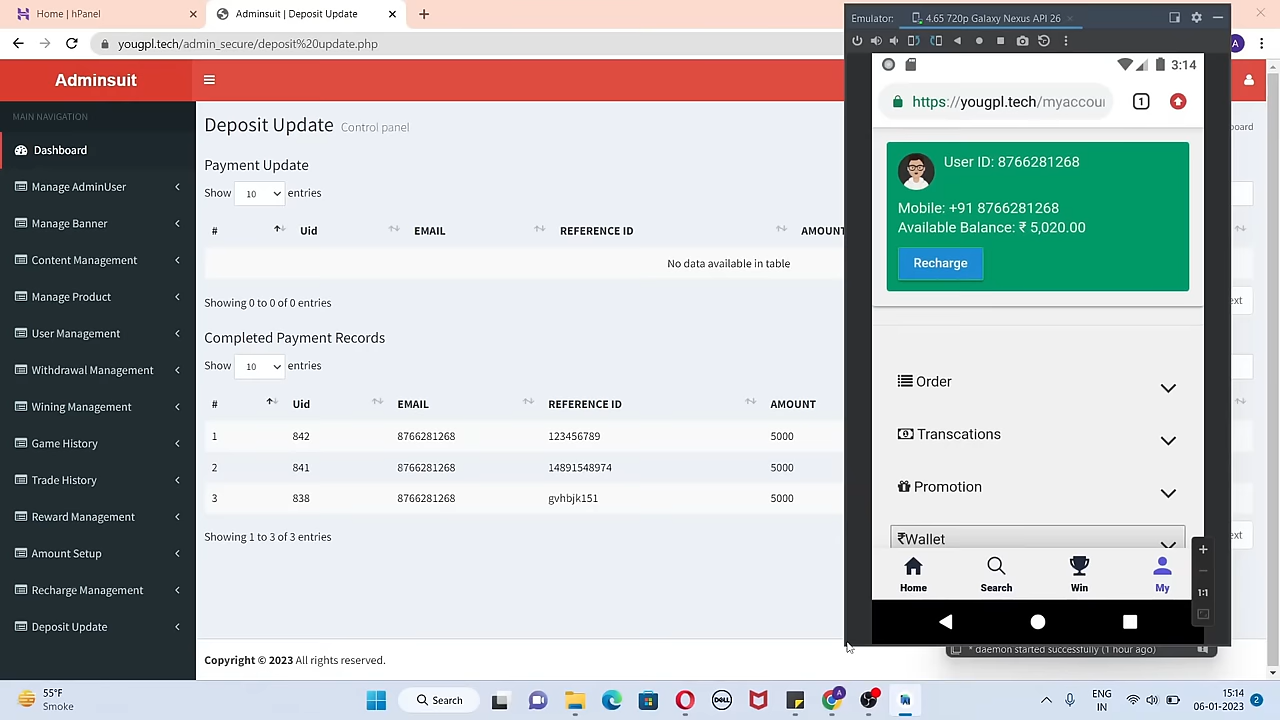 Home | hPanel
Adminsuit | Deposit Update
yougpl.tech/admin_secure/deposit%20update.php
Adminsuit
MAIN NAVIGATION
Dashboard
Manage AdminUser
Manage Banner
Content Management
Manage Product
User Management
Withdrawal Management
Wining Management
Game History
Trade History
Reward Management
Amount Setup
Recharge Management
Deposit Update
Deposit Update Control panel
Payment Update
Show 10 entries
# Uid EMAIL REFERENCE ID AMOUNT
No data available in table
Showing 0 to 0 of 0 entries
Completed Payment Records
Show 10 entries
# Uid EMAIL REFERENCE ID AMOUNT
1 842 8766281268 123456789 5000
2 841 8766281268 14891548974 5000
3 838 8766281268 gvhbjk151 5000
Showing 1 to 3 of 3 entries
Copyright © 2023 All rights reserved.
Emulator: 4.65 720p Galaxy Nexus API 26
3:14
https://yougpl.tech/myaccou
1
User ID: 8766281268
Mobile: +91 8766281268
Available Balance: ₹ 5,020.00
Recharge
Order
Transcations
Promotion
₹Wallet
Home Search Win My
1:1
* daemon started successfully (1 hour ago)
A
oard
ext
ext
55°F
Smoke
Search
DELL
A
ENG
IN
15:14
06-01-2023
2